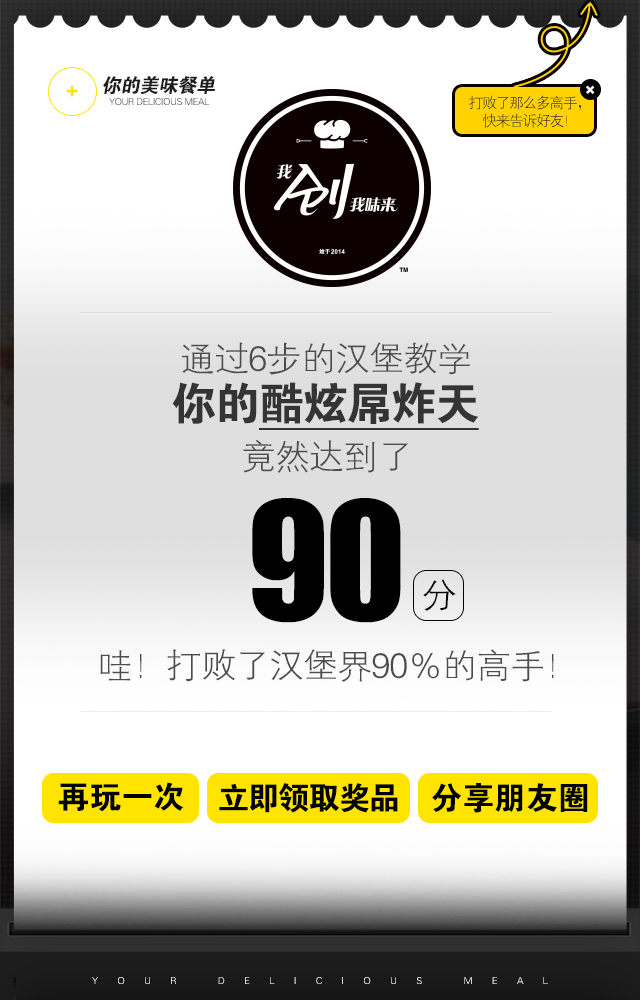 你的美味餐单
YOUR DELICIOUS MEAL
打败了那么多高手,
快来告诉好友!
我创我味来
始于2014
TM
通过6步的汉堡教学
你的酷炫屌炸天
竟然达到了
90分
哇！打败了汉堡界90%的高手！
再玩一次
立即领取奖品
分享朋友圈
YOUR DELICIOUS MEAL